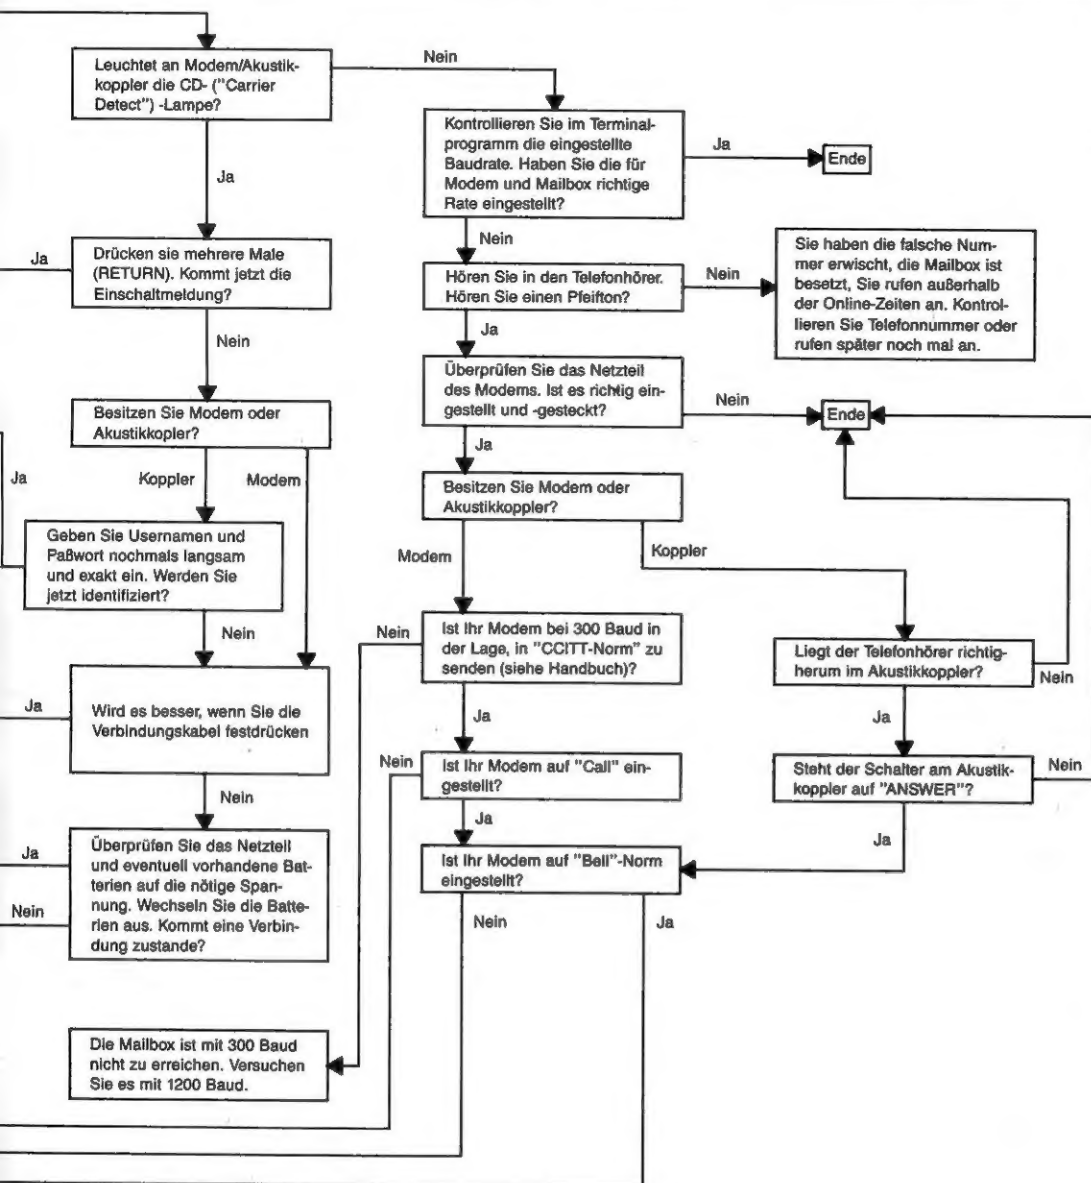 Leuchtet an Modem/Akustik-
koppler die CD- ("Carrier
Detect") -Lampe?
Nein
Ja
Kontrollieren Sie im Terminal-
programm die eingestellte
Baudrate. Haben Sie die für
Modem und Mailbox richtige
Rate eingestellt?
Ja
Ende
Nein
Drücken sie mehrere Male
(RETURN). Kommt jetzt die
Einschaltmeldung?
Ja
Nein
Hören Sie in den Telefonhörer.
Hören Sie einen Pfeifton?
Nein
Ja
Sie haben die falsche Num-
mer erwischt, die Mailbox ist
besetzt, Sie rufen außerhalb
der Online-Zeiten an. Kontrol-
lieren Sie Telefonnummer oder
rufen später noch mal an.
Überprüfen Sie das Netzteil
des Modems. Ist es richtig ein-
gestellt und -gesteckt?
Nein
Ende
Ja
Besitzen Sie Modem oder
Akustikkopler?
Koppler
Modem
Ja
Besitzen Sie Modem oder
Akustikkoppler?
Modem
Koppler
Geben Sie Usernamen und
Paßwort nochmals langsam
und exakt ein. Werden Sie
jetzt identifiziert?
Nein
Ist Ihr Modem bei 300 Baud in
der Lage, in "CCITT-Norm" zu
senden (siehe Handbuch)?
Nein
Ja
Liegt der Telefonhörer richtig-
herum im Akustikkoppler?
Nein
Ja
Wird es besser, wenn Sie die
Verbindungskabel festdrücken
Ja
Nein
Ist Ihr Modem auf "Call" ein-
gestellt?
Nein
Ja
Steht der Schalter am Akustik-
koppler auf "ANSWER"?
Nein
Ja
Überprüfen Sie das Netzteil
und eventuell vorhandene Bat-
terien auf die nötige Span-
nung. Wechseln Sie die Batte-
rien aus. Kommt eine Verbin-
dung zustande?
Ja
Nein
Ist Ihr Modem auf "Bell"-Norm
eingestellt?
Nein
Ja
Die Mailbox ist mit 300 Baud
nicht zu erreichen. Versuchen
Sie es mit 1200 Baud.